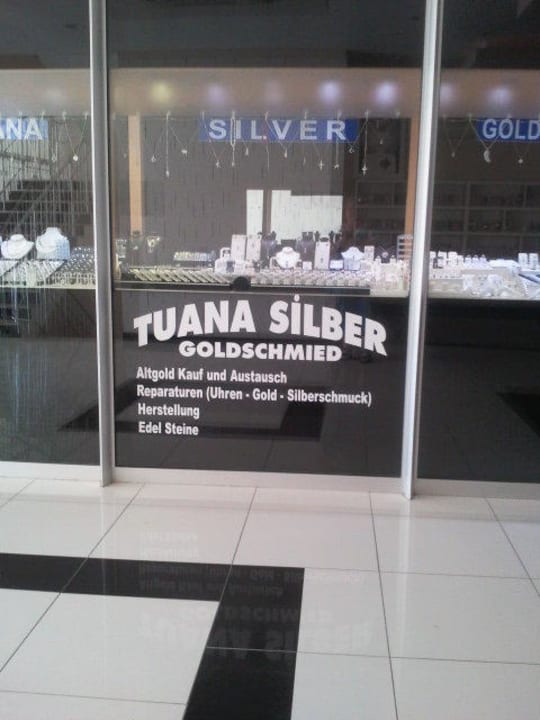 ANA SILVER GOLD
TUANA SİLBER
GOLDSCHMIED
Altgold Kauf und Austausch
Reparaturen (Uhren - Gold - Silberschmuck)
Herstellung
Edel Steine